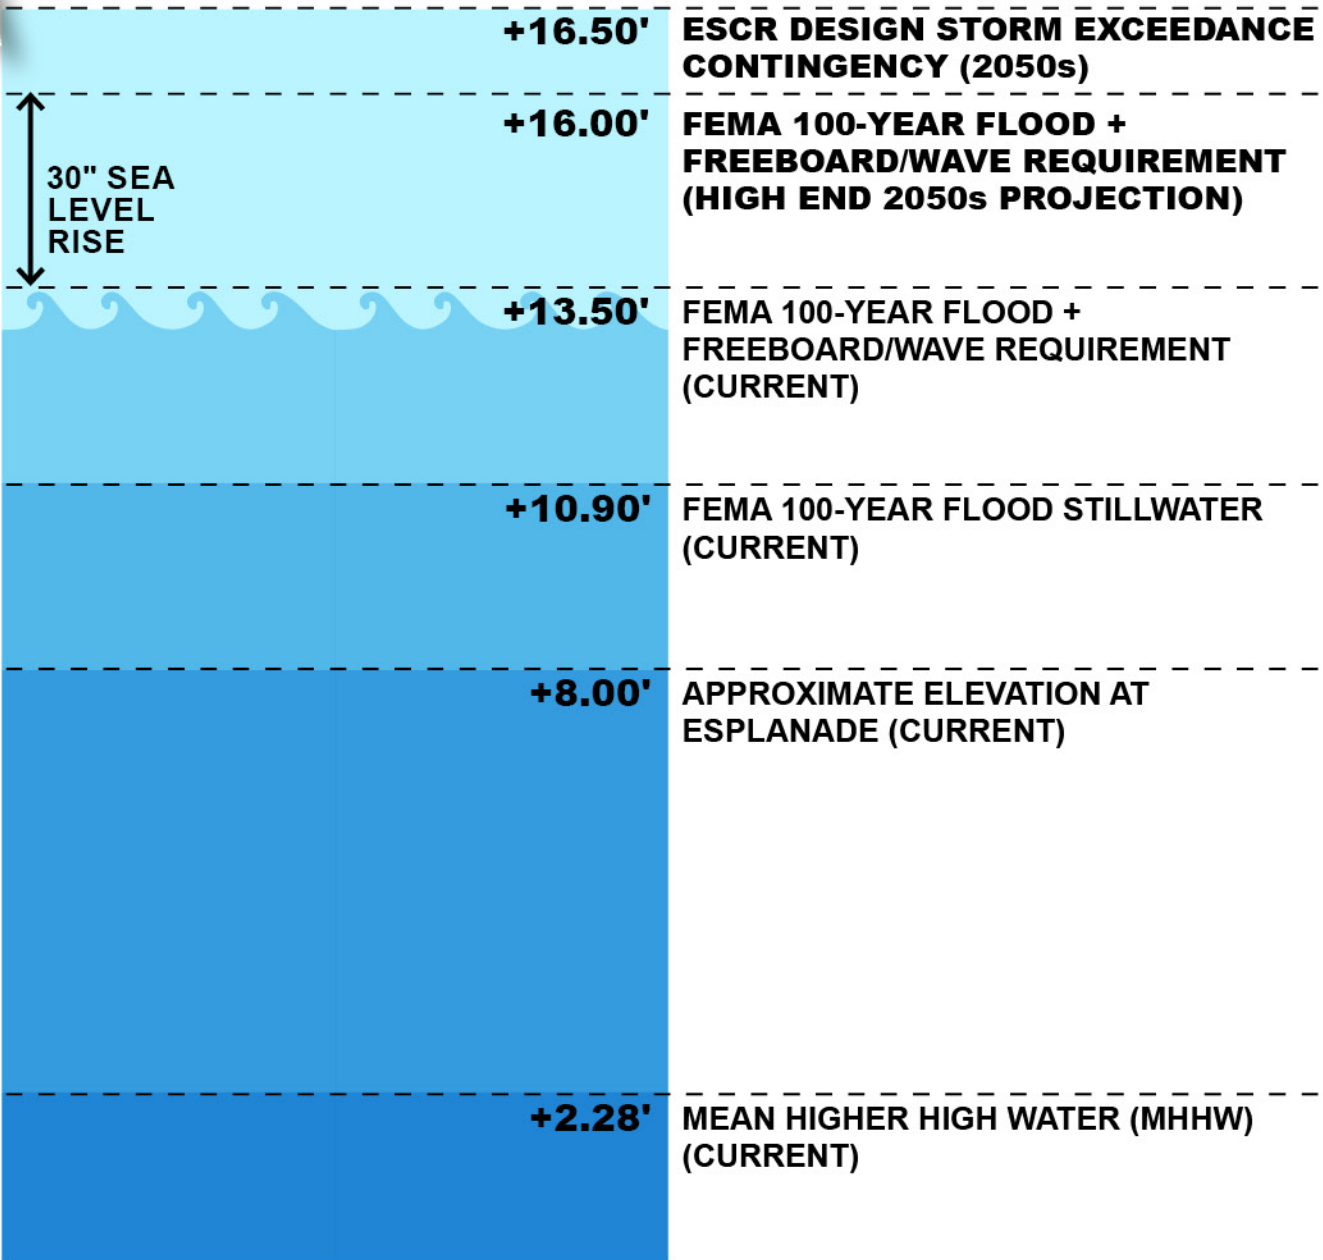 +16.50'
ESCR DESIGN STORM EXCEEDANCE
CONTINGENCY (2050s)
+16.00'
FEMA 100-YEAR FLOOD +
FREEBOARD/WAVE REQUIREMENT
(HIGH END 2050s PROJECTION)
30" SEA
LEVEL
RISE
+13.50'
FEMA 100-YEAR FLOOD +
FREEBOARD/WAVE REQUIREMENT
(CURRENT)
+10.90'
FEMA 100-YEAR FLOOD STILLWATER
(CURRENT)
+8.00'
APPROXIMATE ELEVATION AT
ESPLANADE (CURRENT)
+2.28'
MEAN HIGHER HIGH WATER (MHHW)
(CURRENT)